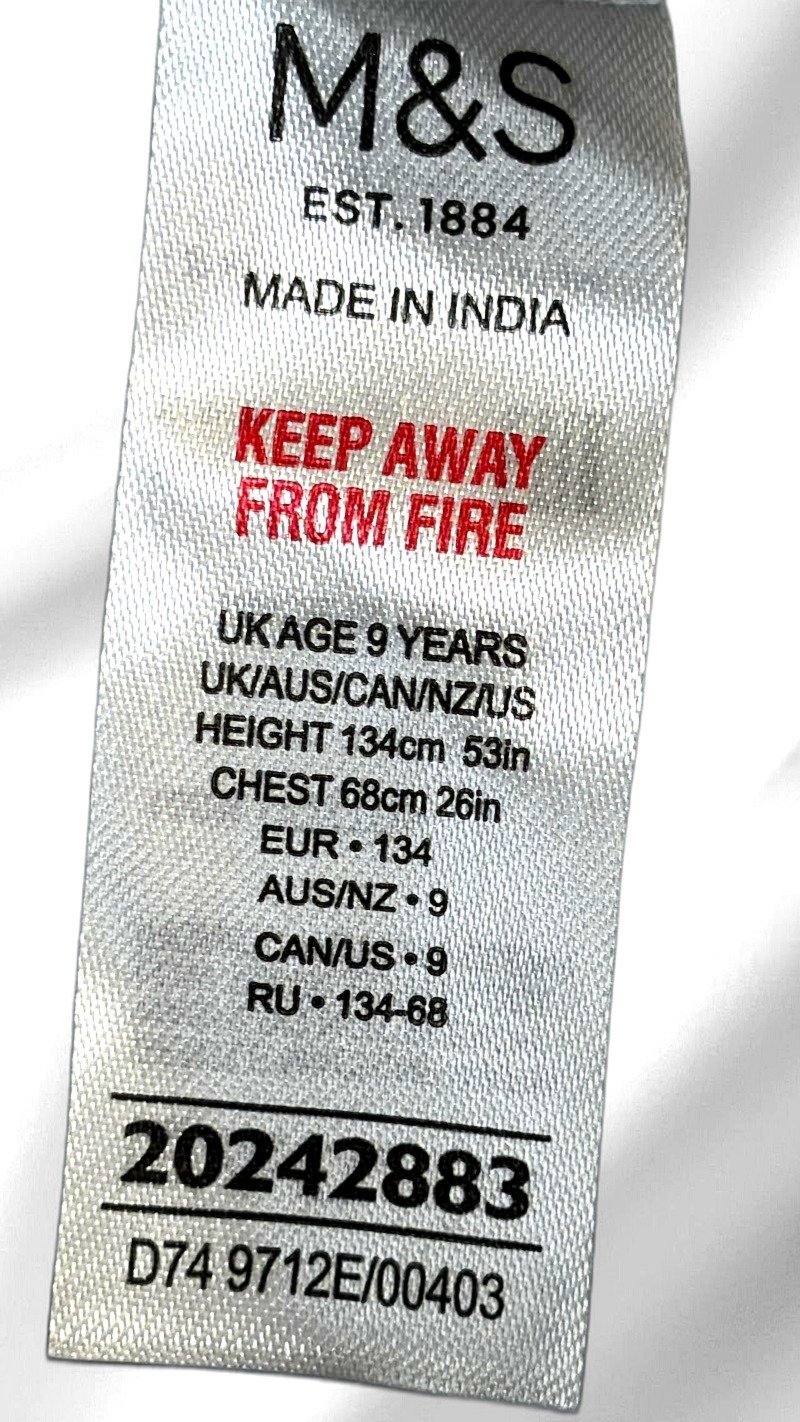 M&S
EST. 1884
MADE IN INDIA
KEEP AWAY
FROM FIRE
UK AGE 9 YEARS
UK/AUS/CAN/NZ/US
HEIGHT 134cm 53in
CHEST 68cm 26in
EUR • 134
AUS/NZ • 9
CAN/US • 9
RU • 134-68
20242883
D74 9712E/00403